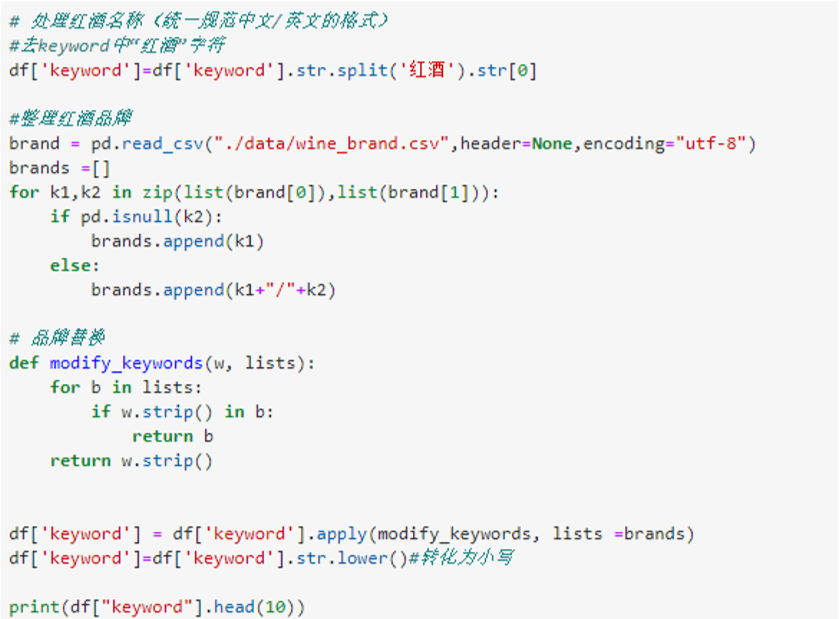 # 处理红酒名称（统一规范中文/英文的格式）
#去keyword中“红酒”字符
df['keyword']=df['keyword'].str.split('红酒').str[0]
#整理红酒品牌
brand = pd.read_csv("./data/wine_brand.csv",header=None,encoding="utf-8")
brands =[]
for k1,k2 in zip(list(brand[0]),list(brand[1])):
    if pd.isnull(k2):
        brands.append(k1)
    else:
        brands.append(k1+"/"+k2)
# 品牌替换
def modify_keywords(w, lists):
    for b in lists:
        if w.strip() in b:
            return b
    return w.strip()
df['keyword'] = df['keyword'].apply(modify_keywords, lists =brands)
df['keyword']=df['keyword'].str.lower()#转化为小写
print(df["keyword"].head(10))